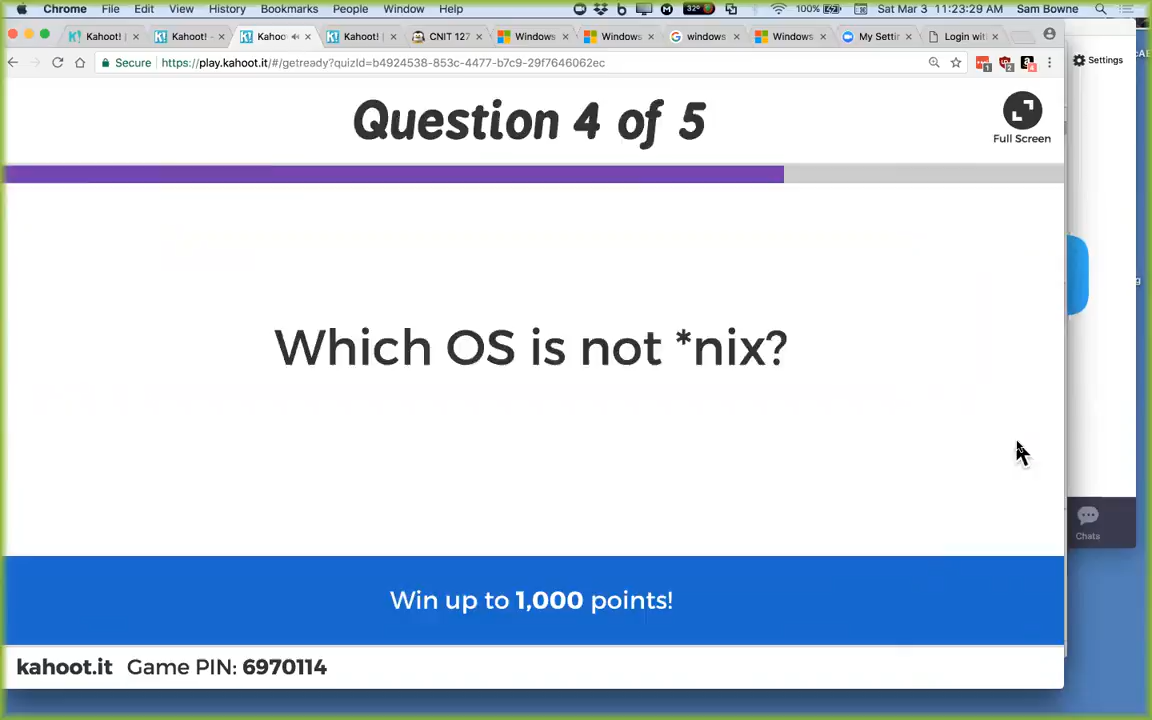 Chrome File Edit View History Bookmarks People Window Help 32° 100% Sat Mar 3 11:23:29 AM Sam Bowne
Kahoot! Kahoot! - Kahoo Kahoot! CNIT 127 Windows Windows windows Windows My Setti Login wit
Secure https://play.kahoot.it/#/getready?quizId=b4924538-853c-4477-b7c9-29f7646062ec
Settings
Question 4 of 5
Full Screen
Which OS is not *nix?
Chats
Win up to 1,000 points!
kahoot.it Game PIN: 6970114